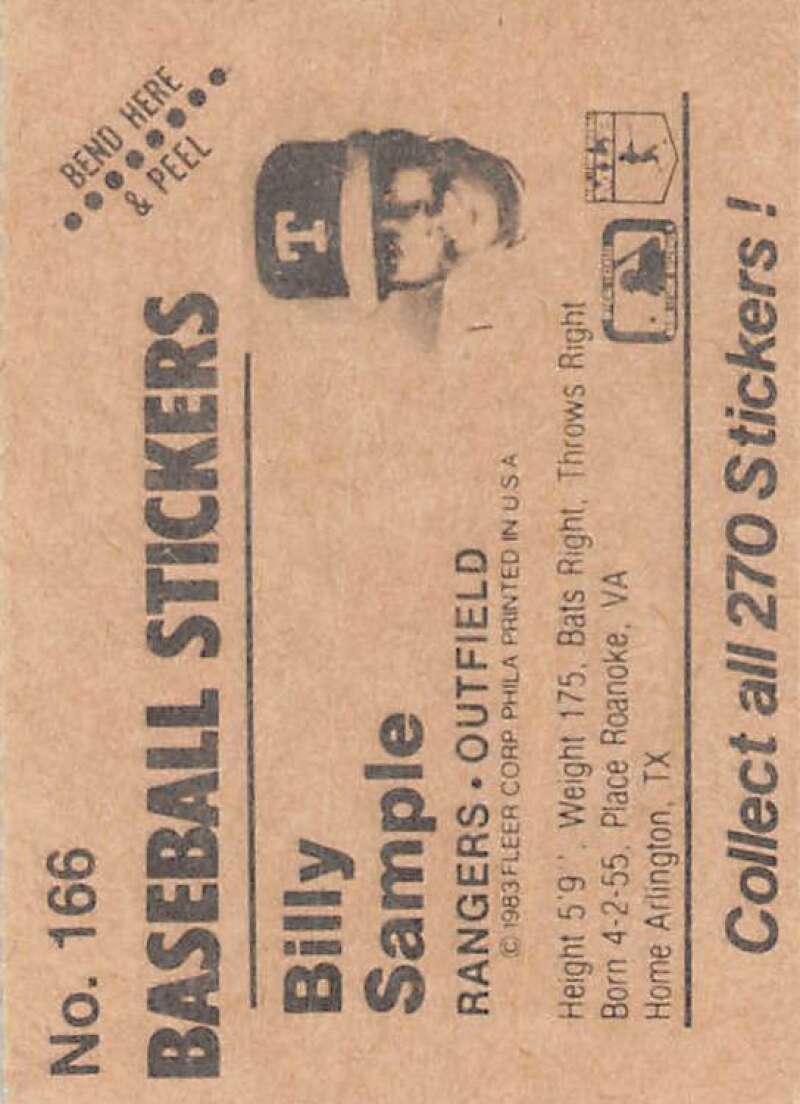 No. 166
BEND HERE
& PEEL
BASEBALL STICKERS
T
Billy
Sample
RANGERS • OUTFIELD
© 1983 FLEER CORP. PHILA PRINTED IN U S A
Height 5'9", Weight 175, Bats Right, Throws Right
Born 4-2-55, Place Roanoke, VA
Home Arlington, TX
Collect all 270 Stickers!